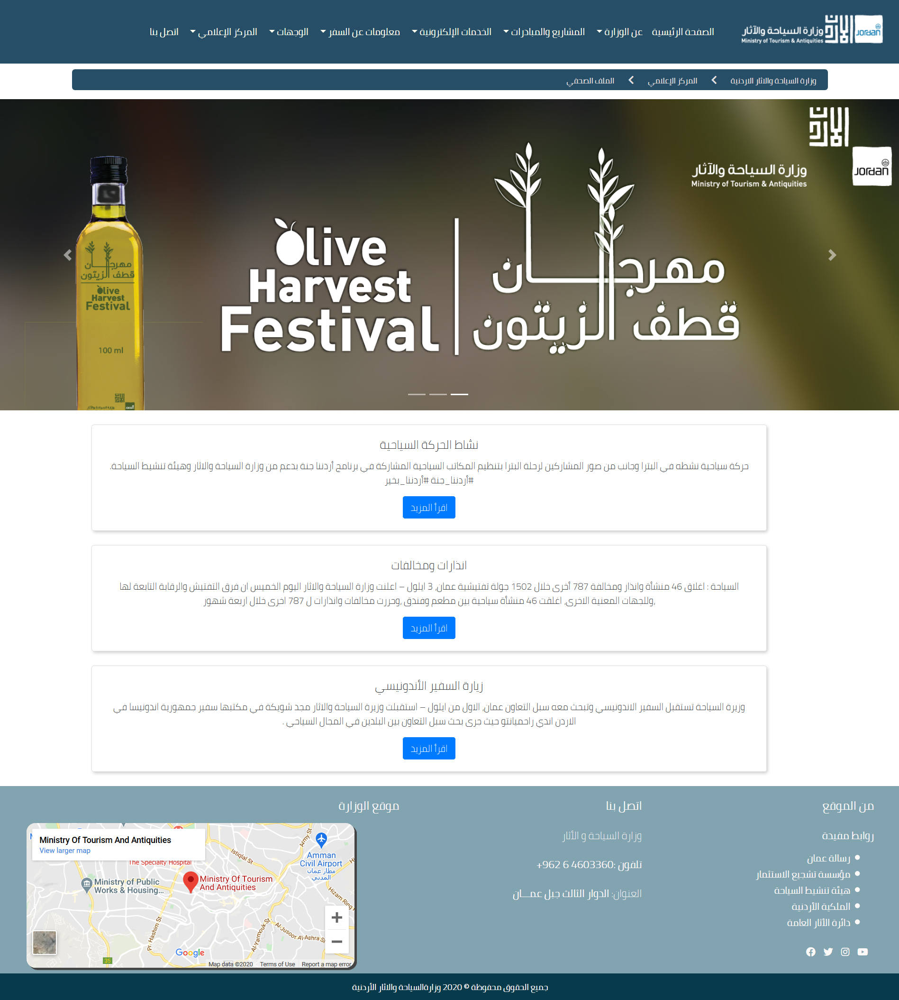 وزارة السياحة والآثار
Ministry of Tourism & Antiquities
الاردن
Jordan
الصفحة الرئيسية
عن الوزارة
المشاريع والمبادرات
الخدمات الإلكترونية
معلومات عن السفر
الوجهات
المركز الإعلامي
اتصل بنا
وزارة السياحة والاثار الاردنية
المركز الإعلامي
الملف الصحفي
الاردن
Jordan
وزارة السياحة والآثار
Ministry of Tourism & Antiquities
مهرجان
قطف الزيتون
Olive
Harvest
Festival
مهرجان
قطف الزيتون
Olive
Harvest
Festival
100 ml
وزارة السياحة والآثار
Jordan
نشاط الحركة السياحية
حركة سياحية نشطه في البترا وجانب من صور المشاركين لرحلة البترا بتنظيم المكاتب السياحية المشاركة في برنامج أردننا جنة بدعم من وزارة السياحة والاثار وهيئة تنشيط السياحة.
#أردننا_جنة #أردننا_بخير
اقرأ المزيد
انذارات ومخالفات
السياحة : اغلاق 46 منشأة وانذار ومخالفة 787 أخرى خلال 1502 جولة تفتيشية عمان, 3 ايلول – اعلنت وزارة السياحة والاثار اليوم الخميس ان فرق التفتيش والرقابة التابعة لها
,وللجهات المعنية الاخرى, اغلقت 46 منشأة سياحية بين مطعم وفندق ,وحررت مخالفات وانذارات ل 787 اخرى خلال اربعة شهور
اقرأ المزيد
زيارة السفير الأندونيسي
وزيرة السياحة تستقبل السفير الاندونيسي وتبحث معه سبل التعاون عمان, الاول من ايلول – استقبلت وزيرة السياحة والاثار مجد شويكة في مكتبها سفير جمهورية اندونيسا في
الاردن اندي راحميانتو حيث جرى بحث سبل التعاون بين البلدين في المجال السياحي .
اقرأ المزيد
من الموقع
روابط مفيدة
رسالة عمان
مؤسسة تشجيع الاستثمار
هيئة تنشيط السياحة
الملكية الأردنية
دائرة الأثار العامة
اتصل بنا
وزارة السياحة و الأثار
تلفون :4603360 6 962+
العنوان: الدوار الثالث جبل عمـــان
موقع الوزارة
Ministry Of Tourism And Antiquities
View larger map
The Specialty Hospital
Istiqlal St
Army St
Amman
Civil Airport
مطار عمان
المدني
Ministry of Public
Works & Housing...
Ministry Of Tourism
And Antiquities
Hizam Ring
Pr. Hashim St
Al-Yarmouk St.
Al-Jusoor Al-Ashra St
35
Google
Map data ©2020
Terms of Use
Report a map error
جميع الحقوق محفوظة © 2020 وزارةالسياحة والاثار الأردنية